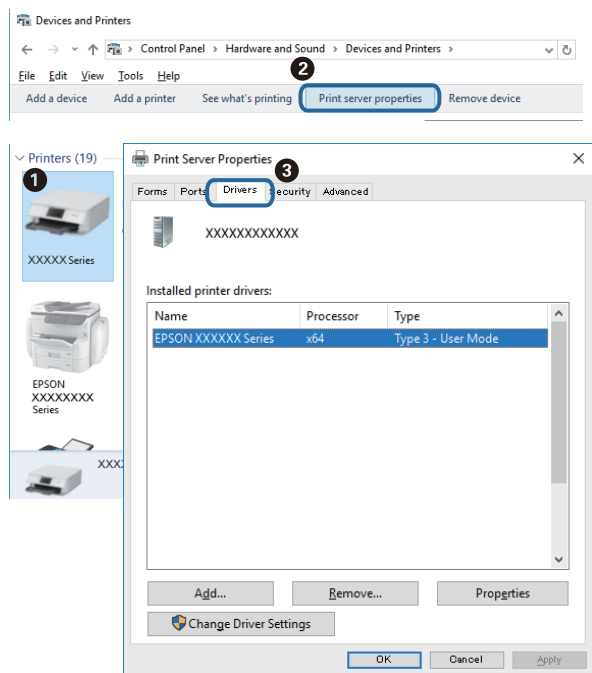 Devices and Printers
Control Panel > Hardware and Sound > Devices and Printers >
2
File Edit View Tools Help
Add a device Add a printer See what's printing Print server properties Remove device
Printers (19)
1
XXXXX Series
EPSON
XXXXXXXX
Series
XXX
Print Server Properties
3
Forms Ports Drivers Security Advanced
XXXXXXXXXXXX
Installed printer drivers:
Name Processor Type
EPSON XXXXXX Series x64 Type 3 - User Mode
Add... Remove... Properties
Change Driver Settings
OK Cancel Apply